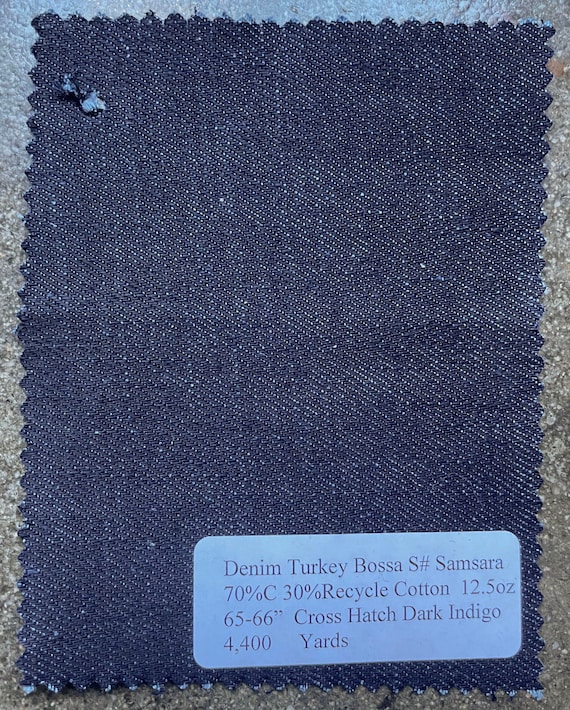 Denim Turkey Bossa S# Samsara
70%C 30%Recycle Cotton 12.5oz
65-66” Cross Hatch Dark Indigo
4,400 Yards